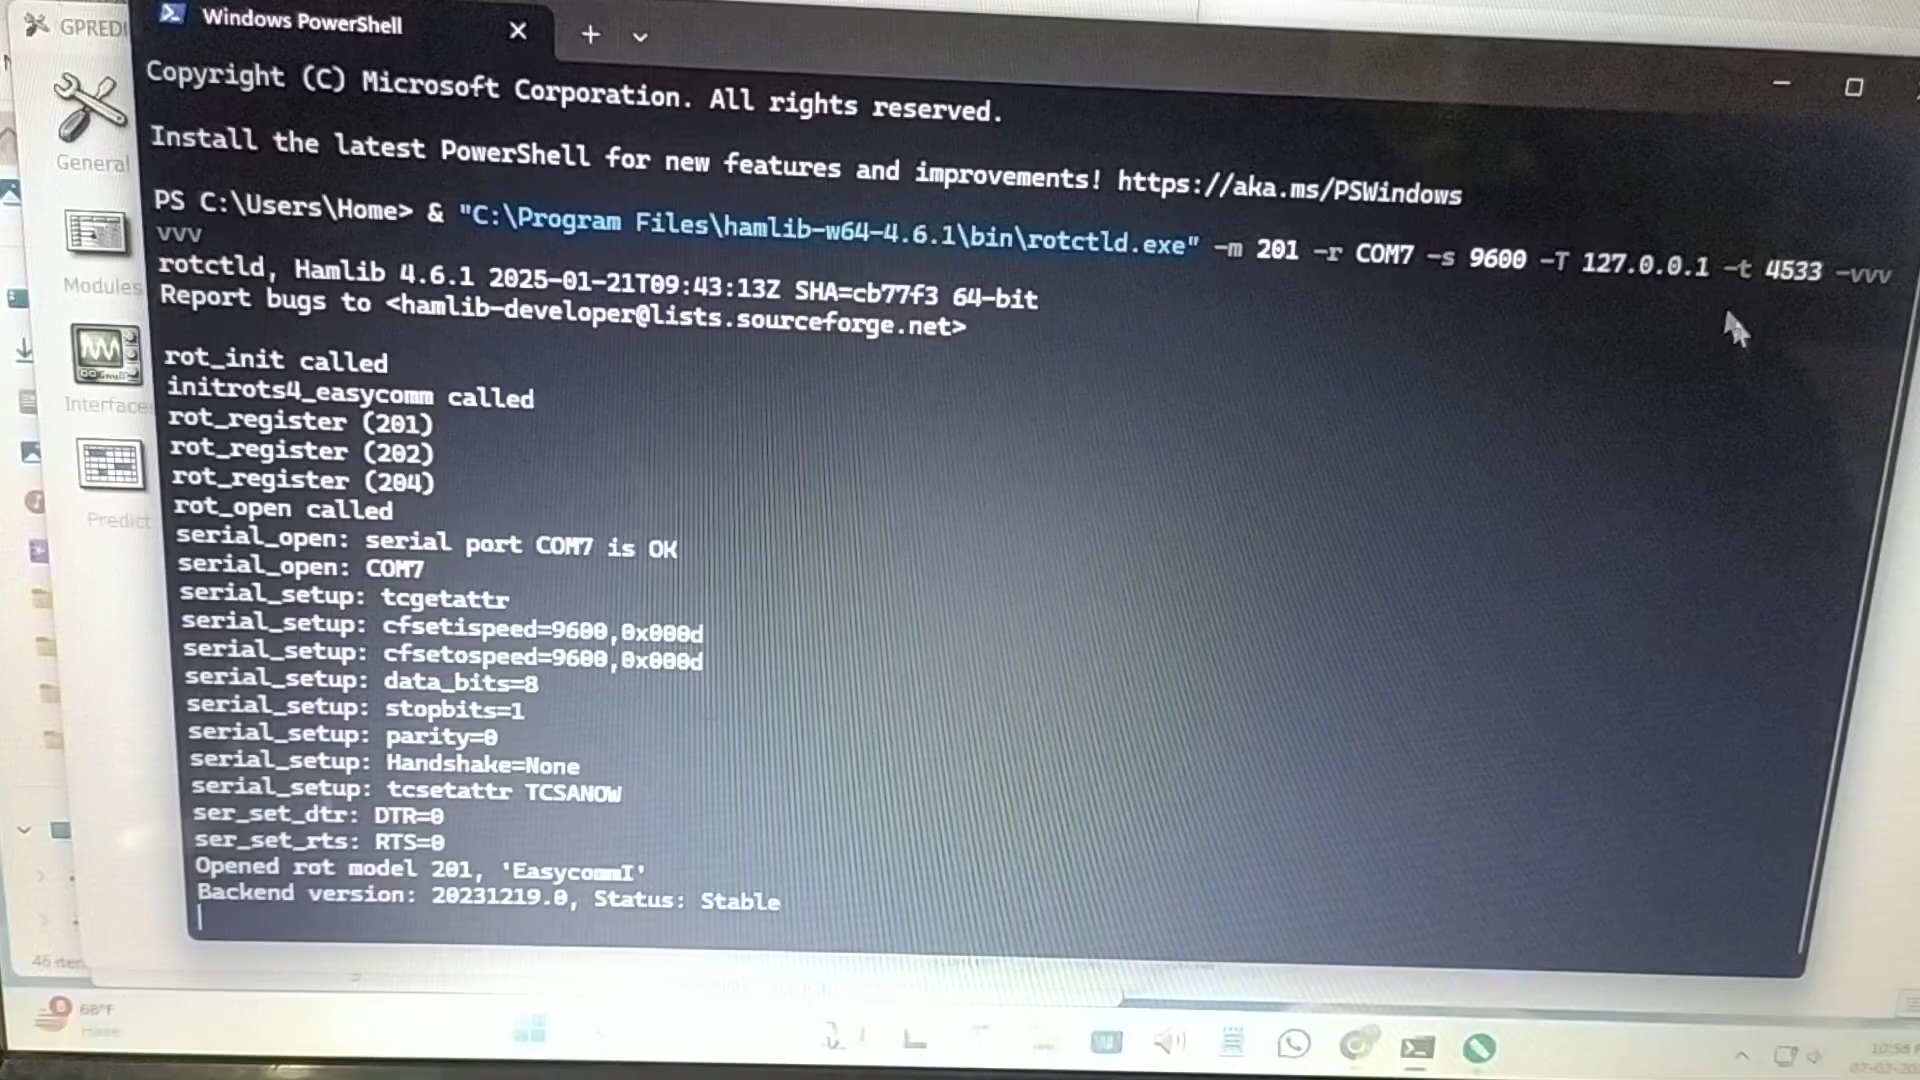 GPREDI
Windows PowerShell
Copyright (C) Microsoft Corporation. All rights reserved.
Install the latest PowerShell for new features and improvements! https://aka.ms/PSWindows
PS C:\Users\Home> & "C:\Program Files\hamlib-w64-4.6.1\bin\rotctld.exe" -m 201 -r COM7 -s 9600 -T 127.0.0.1 -t 4533 -vvv
vvv
rotctld, Hamlib 4.6.1 2025-01-21T09:43:13Z SHA=cb77f3 64-bit
Report bugs to <hamlib-developer@lists.sourceforge.net>
rot_init called
initrots4_easycomm called
rot_register (201)
rot_register (202)
rot_register (204)
rot_open called
serial_open: serial port COM7 is OK
serial_open: COM7
serial_setup: tcgetattr
serial_setup: cfsetispeed=9600,0x000d
serial_setup: cfsetospeed=9600,0x000d
serial_setup: data_bits=8
serial_setup: stopbits=1
serial_setup: parity=0
serial_setup: Handshake=None
serial_setup: tcsetattr TCSANOW
ser_set_dtr: DTR=0
ser_set_rts: RTS=0
Opened rot model 201, 'EasycommI'
Backend version: 20231219.0, Status: Stable
General
Modules
Interface
Predict
68°F
Haze
10:58